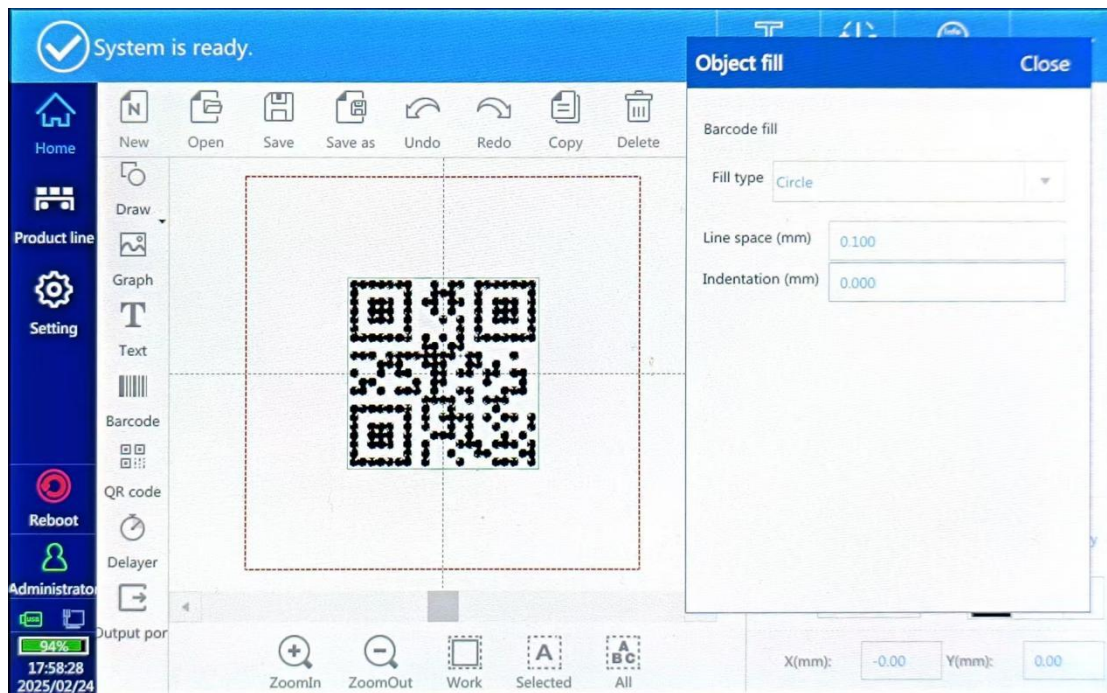 System is ready.
Object fill
Close
Home
Product line
Setting
Reboot
Administrato
USB
94%
17:58:28
2025/02/24
N
New
Open
Save
Save as
Undo
Redo
Copy
Delete
Draw
Graph
T
Text
Barcode
QR code
Delayer
Output por
Barcode fill
Fill type
Circle
Line space (mm)
0.100
Indentation (mm)
0.000
y
ZoomIn
ZoomOut
Work
A
Selected
A
B C
All
X(mm):
-0.00
Y(mm):
0.00